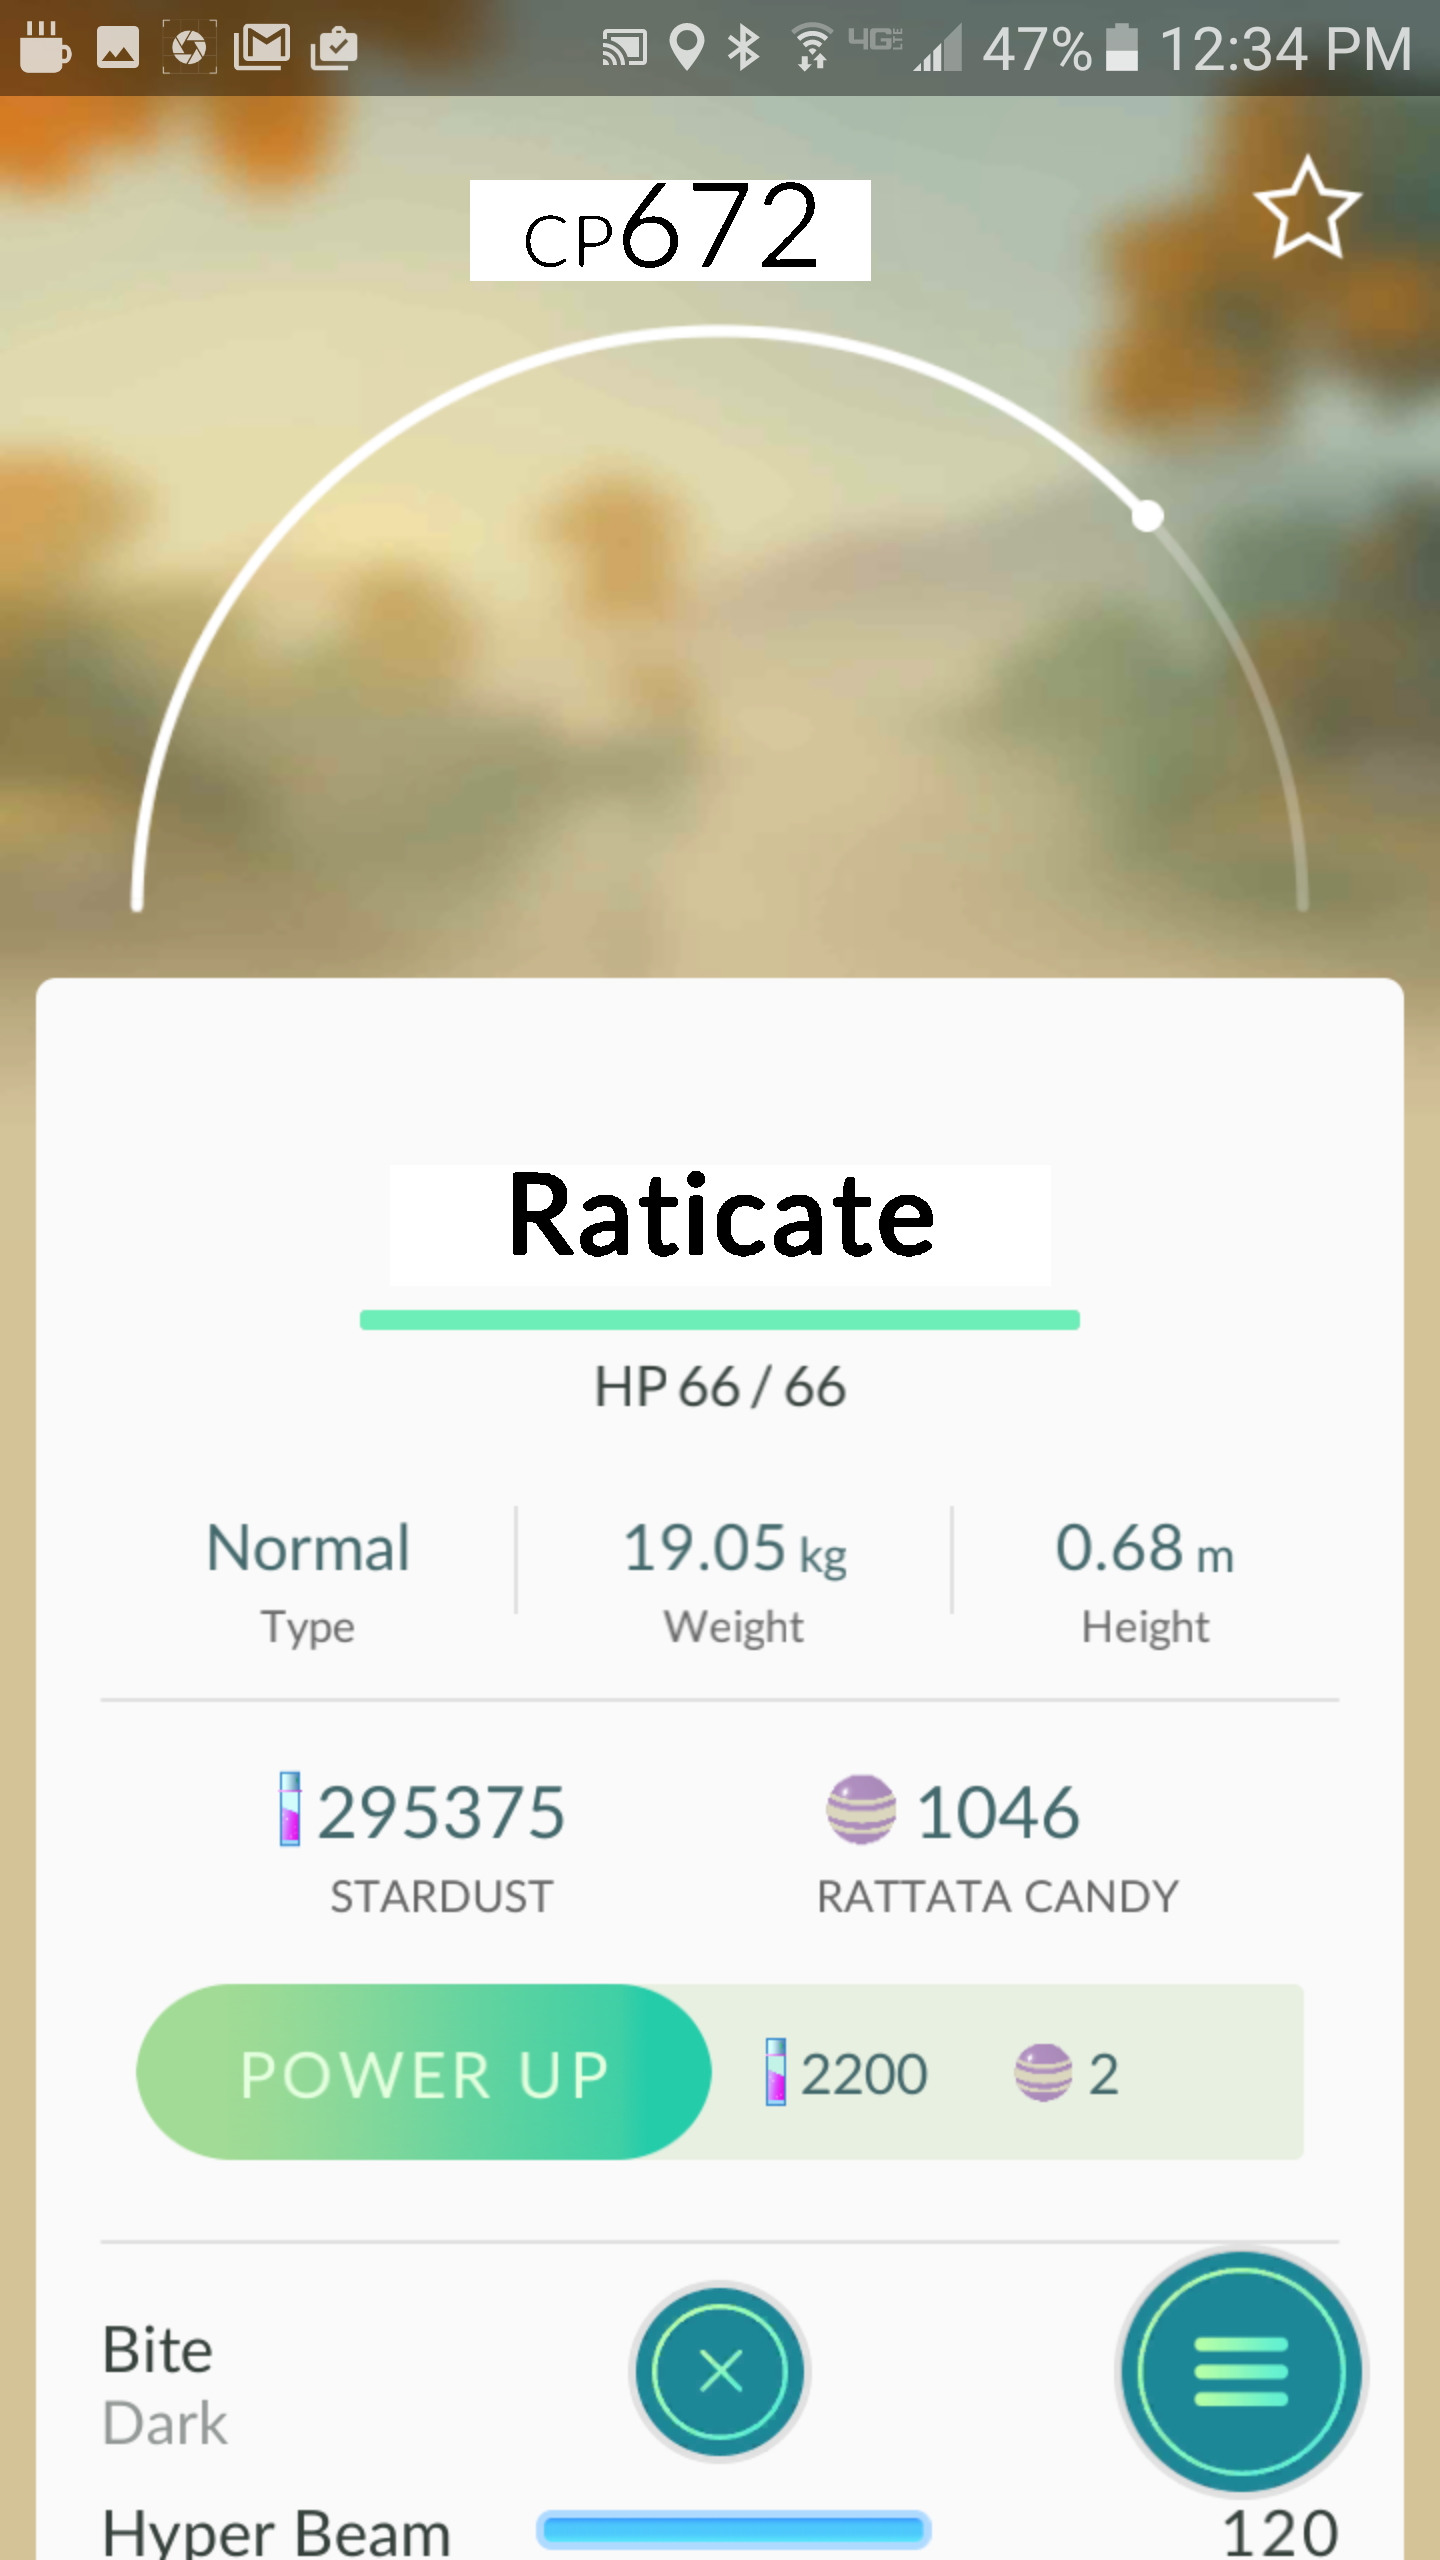 4G LTE 47% 12:34 PM
CP672
Raticate
HP 66 / 66
Normal 19.05 kg 0.68 m
Type Weight Height
295375 1046
STARDUST RATTATA CANDY
POWER UP 2200 2
Bite
Dark
Hyper Beam 120